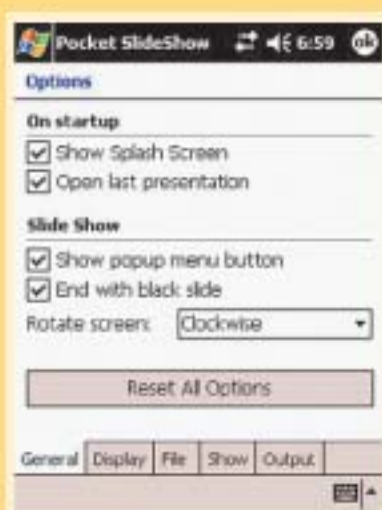 Pocket SlideShow 6:59 ok
Options
On startup
Show Splash Screen
Open last presentation
Slide Show
Show popup menu button
End with black slide
Rotate screen: Clockwise
Reset All Options
General Display File Show Output